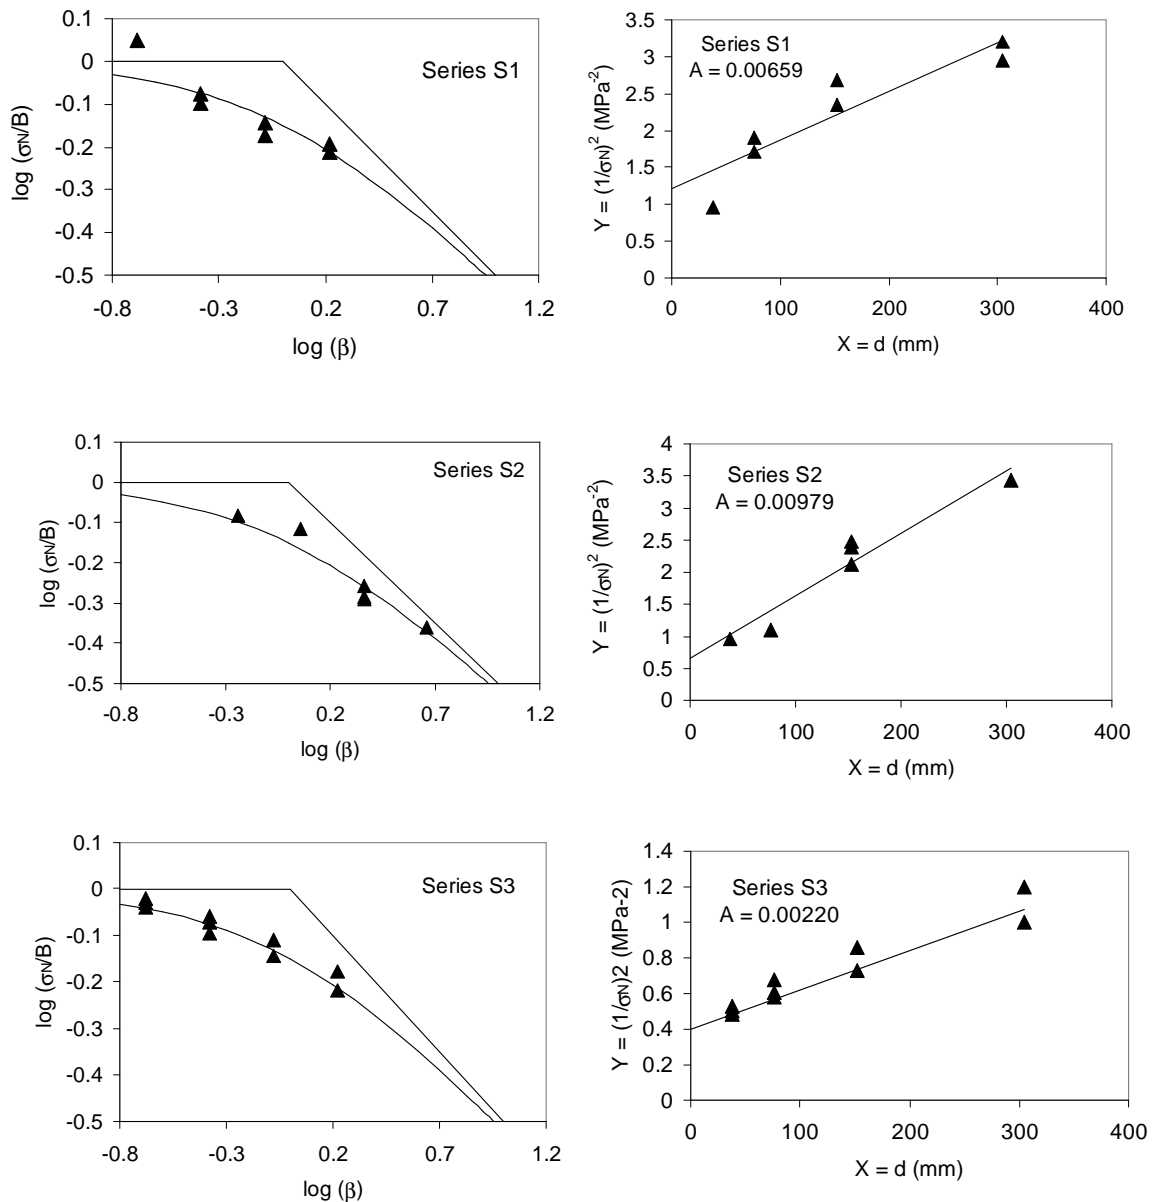 0.1
0
-0.1
-0.2
-0.3
-0.4
-0.5
log (σN/B)
Series S1
-0.8 -0.3 0.2 0.7 1.2
log (β)
3.5
3
2.5
2
1.5
1
0.5
0
Y = (1/σN)² (MPa⁻²)
Series S1
A = 0.00659
0 100 200 300 400
X = d (mm)
0.1
0
-0.1
-0.2
-0.3
-0.4
-0.5
log (σN/B)
Series S2
-0.8 -0.3 0.2 0.7 1.2
log (β)
4
3.5
3
2.5
2
1.5
1
0.5
0
Y = (1/σN)² (MPa⁻²)
Series S2
A = 0.00979
0 100 200 300 400
X = d (mm)
0.1
0
-0.1
-0.2
-0.3
-0.4
-0.5
log (σN/B)
Series S3
-0.8 -0.3 0.2 0.7 1.2
log (β)
1.4
1.2
1
0.8
0.6
0.4
0.2
0
Y = (1/σN)2 (MPa-2)
Series S3
A = 0.00220
0 100 200 300 400
X = d (mm)